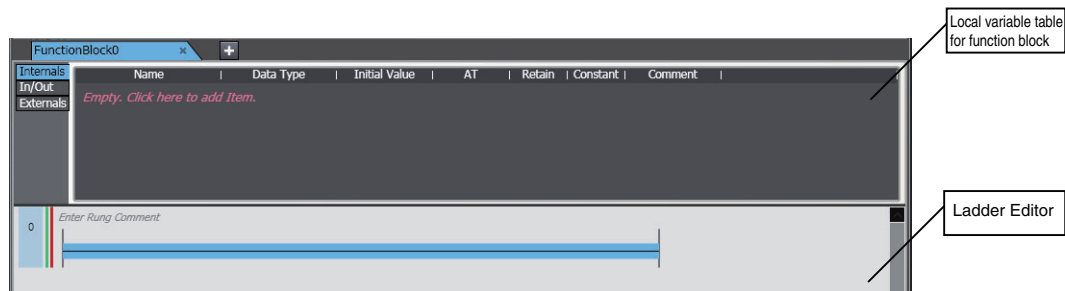 Local variable table
for function block
FunctionBlock0 × +
Internals Name | Data Type | Initial Value | AT | Retain | Constant | Comment |
In/Out
Externals
Empty. Click here to add Item.
0 Enter Rung Comment
Ladder Editor